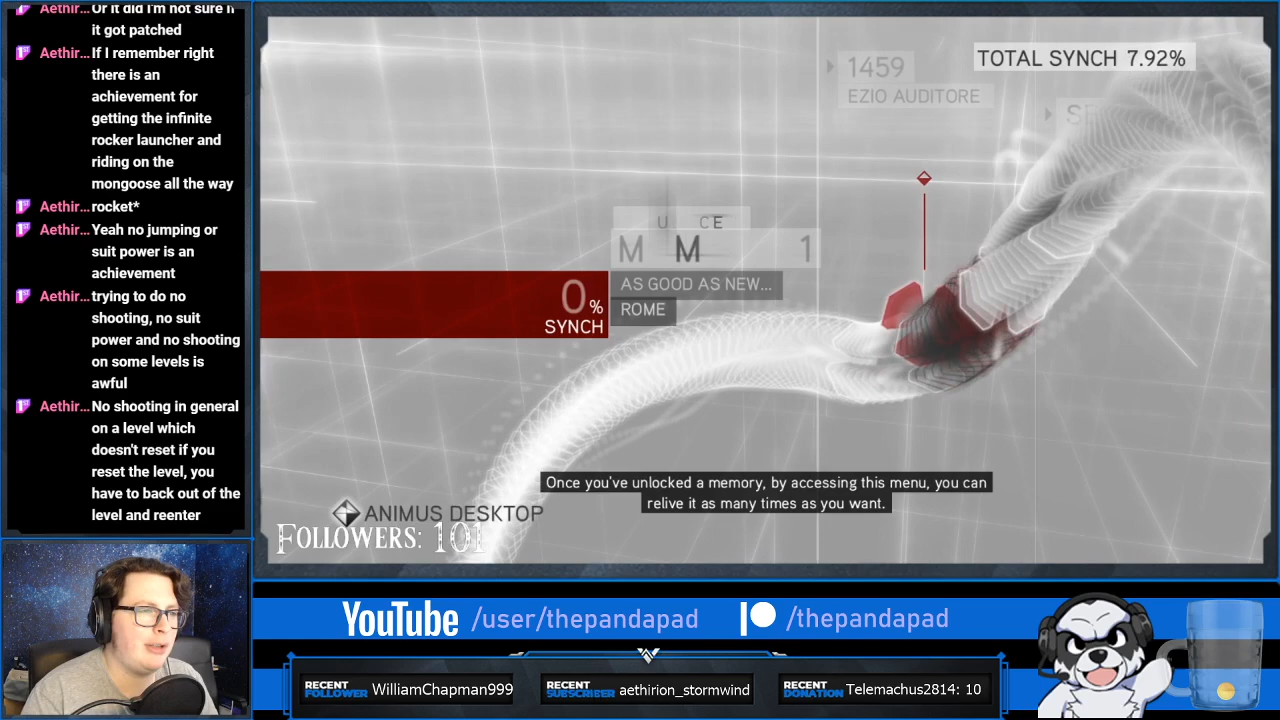 Aethir... Or it did I'm not sure if
it got patched
Aethir... If I remember right
there is an
achievement for
getting the infinite
rocker launcher and
riding on the
mongoose all the way
Aethir... rocket*
Aethir... Yeah no jumping or
suit power is an
achievement
Aethir... trying to do no
shooting, no suit
power and no shooting
on some levels is
awful
Aethir... No shooting in general
on a level which
doesn't reset if you
reset the level, you
have to back out of the
level and reenter
TOTAL SYNCH 7.92%
1459
EZIO AUDITORE
U CE
M M 1
0%
SYNCH
AS GOOD AS NEW...
ROME
Once you've unlocked a memory, by accessing this menu, you can
relive it as many times as you want.
ANIMUS DESKTOP
FOLLOWERS: 101
YouTube /user/thepandapad
/thepandapad
RECENT FOLLOWER WilliamChapman999
RECENT SUBSCRIBER aethirion_stormwind
RECENT DONATION Telemachus2814: 10